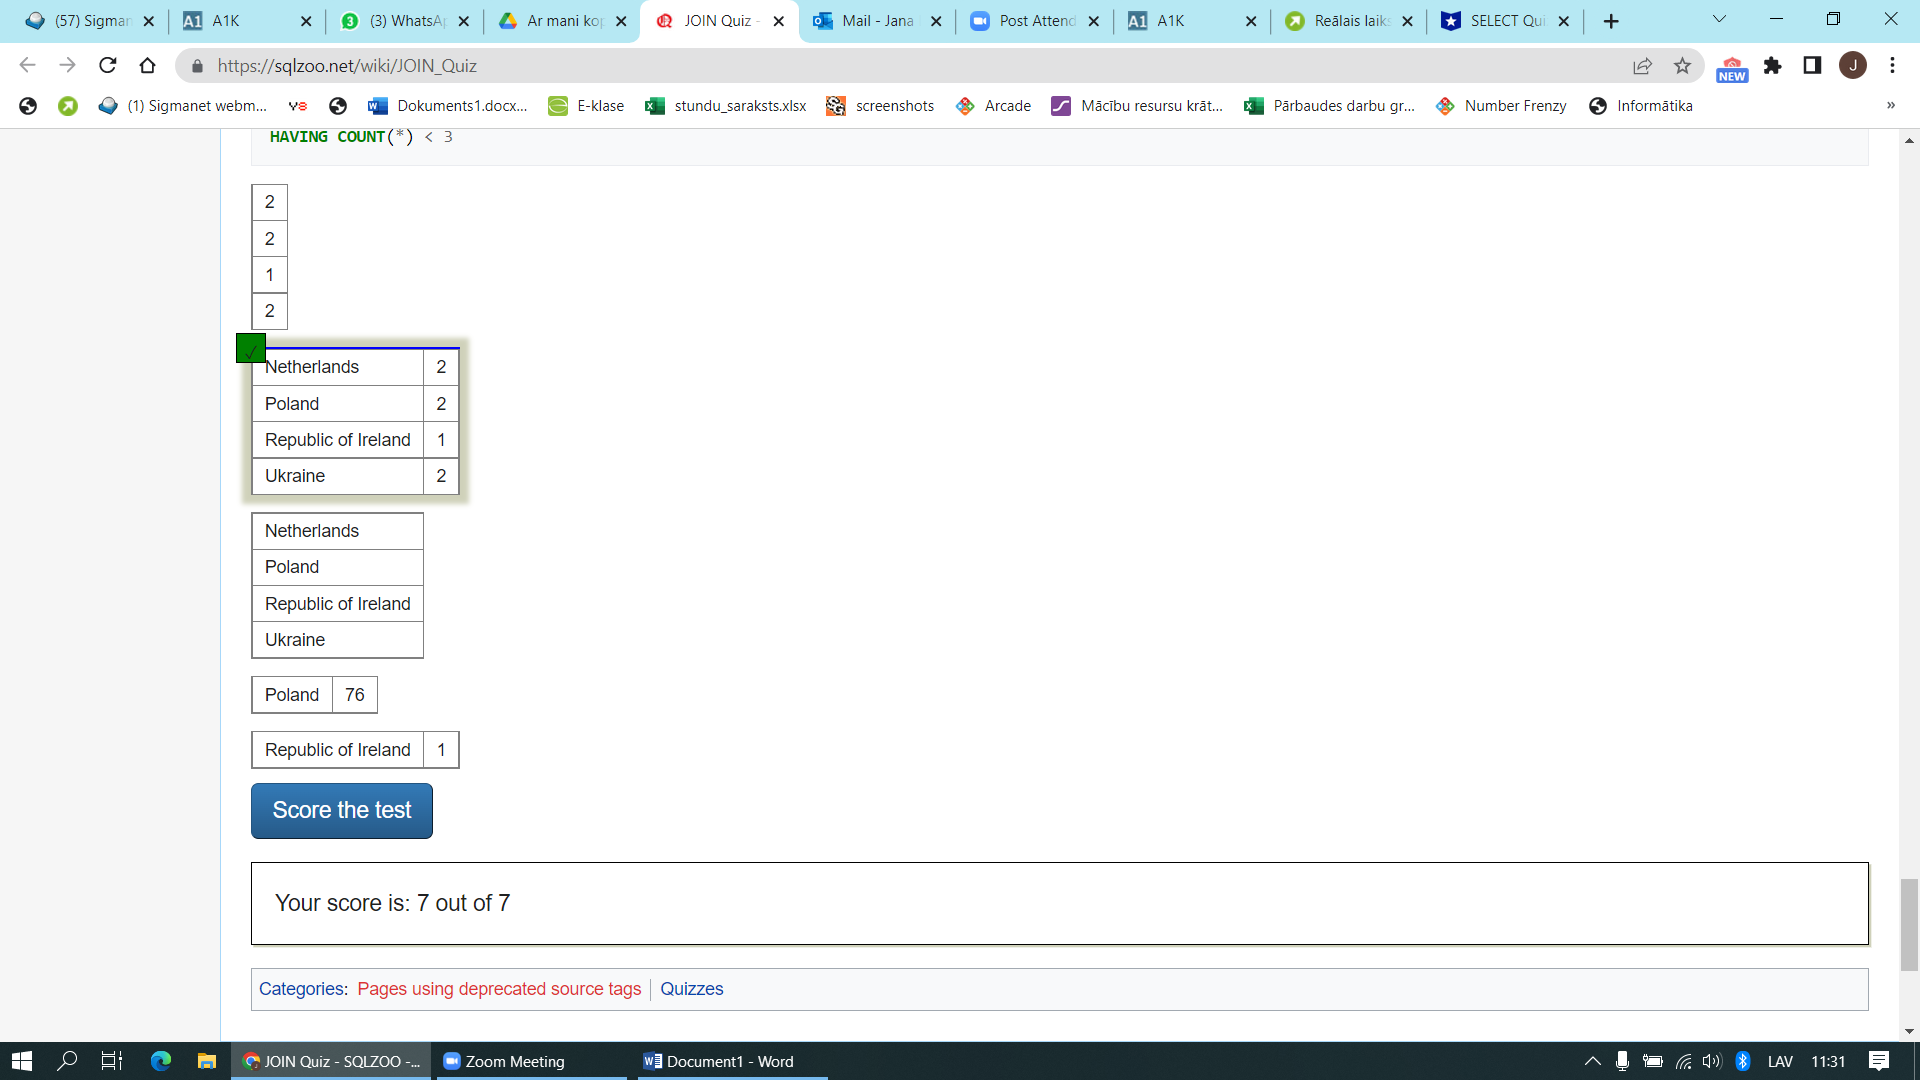 (57) Sigman
A1K
(3) WhatsAp
Ar mani kop
JOIN Quiz -
Mail - Jana
Post Attend
A1K
Reālais laiks
SELECT Qui
https://sqlzoo.net/wiki/JOIN_Quiz
NEW
J
(1) Sigmanet webm...
Dokuments1.docx...
E-klase
stundu_saraksts.xlsx
screenshots
Arcade
Mācību resursu krāt...
Pārbaudes darbu gr...
Number Frenzy
Informātika
»
HAVING COUNT(*) < 3
2
2
1
2
Netherlands 2
Poland 2
Republic of Ireland 1
Ukraine 2
Netherlands
Poland
Republic of Ireland
Ukraine
Poland 76
Republic of Ireland 1
Score the test
Your score is: 7 out of 7
Categories: Pages using deprecated source tags | Quizzes
JOIN Quiz - SQLZOO -...
Zoom Meeting
Document1 - Word
LAV
11:31